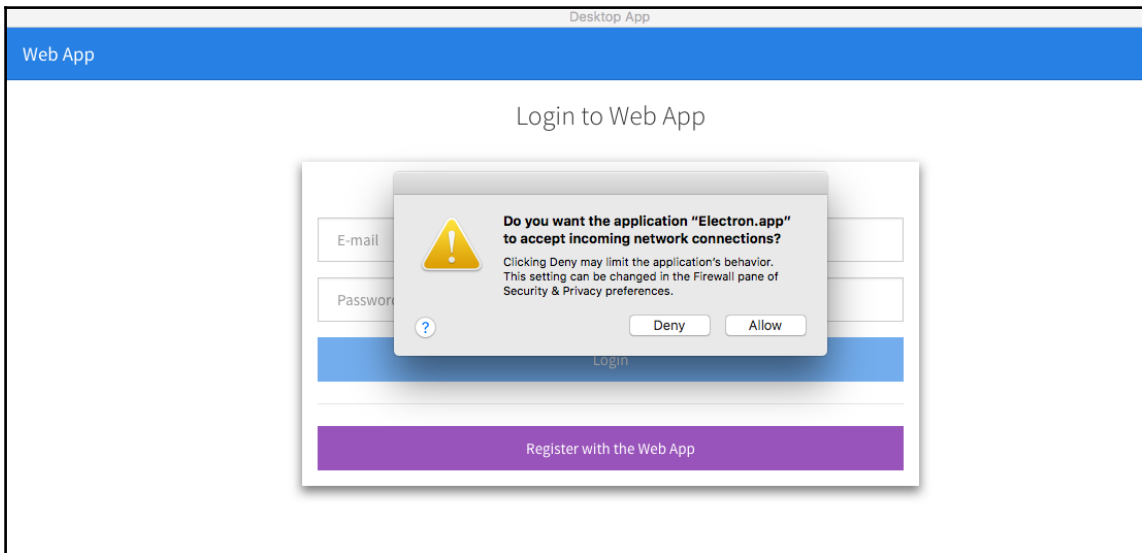 Desktop App
Web App
Login to Web App
Do you want the application “Electron.app”
to accept incoming network connections?
Clicking Deny may limit the application’s behavior.
This setting can be changed in the Firewall pane of
Security & Privacy preferences.
E-mail
Password
?
Deny
Allow
Login
Register with the Web App